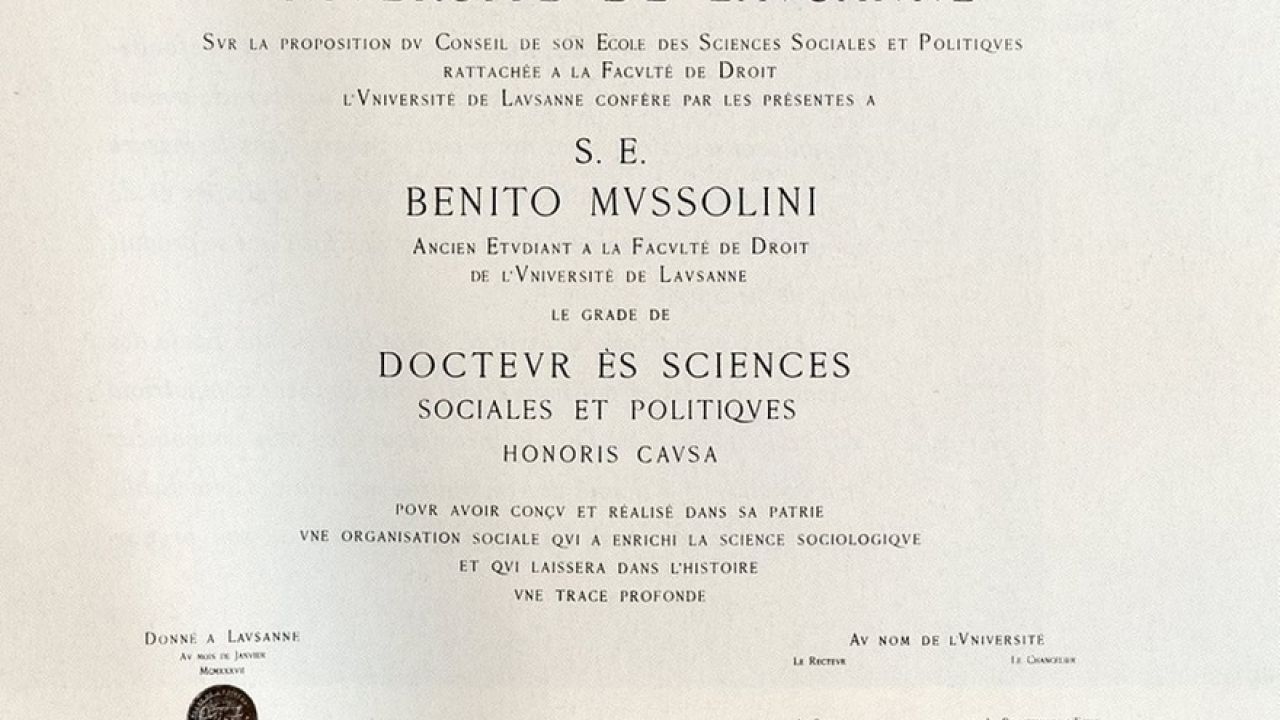 VNIVERSITÉ DE LAVSANNE
SVR LA PROPOSITION DV CONSEIL DE SON ECOLE DES SCIENCES SOCIALES ET POLITIQVES
RATTACHÉE A LA FACVLTÉ DE DROIT
L'VNIVERSITÉ DE LAVSANNE CONFÈRE PAR LES PRÉSENTES A
S. E.
BENITO MVSSOLINI
ANCIEN ETVDIANT A LA FACVLTÉ DE DROIT
DE L'VNIVERSITÉ DE LAVSANNE
LE GRADE DE
DOCTEVR ÈS SCIENCES
SOCIALES ET POLITIQVES
HONORIS CAVSA
POVR AVOIR CONÇV ET RÉALISÉ DANS SA PATRIE
VNE ORGANISATION SOCIALE QVI A ENRICHI LA SCIENCE SOCIOLOGIQVE
ET QVI LAISSERA DANS L'HISTOIRE
VNE TRACE PROFONDE
DONNÉ A LAVSANNE
AV MOIS DE JANVIER
MCMXXXVII
AV NOM DE L'VNIVERSITÉ
LE RECTEVR LE CHANCELIER